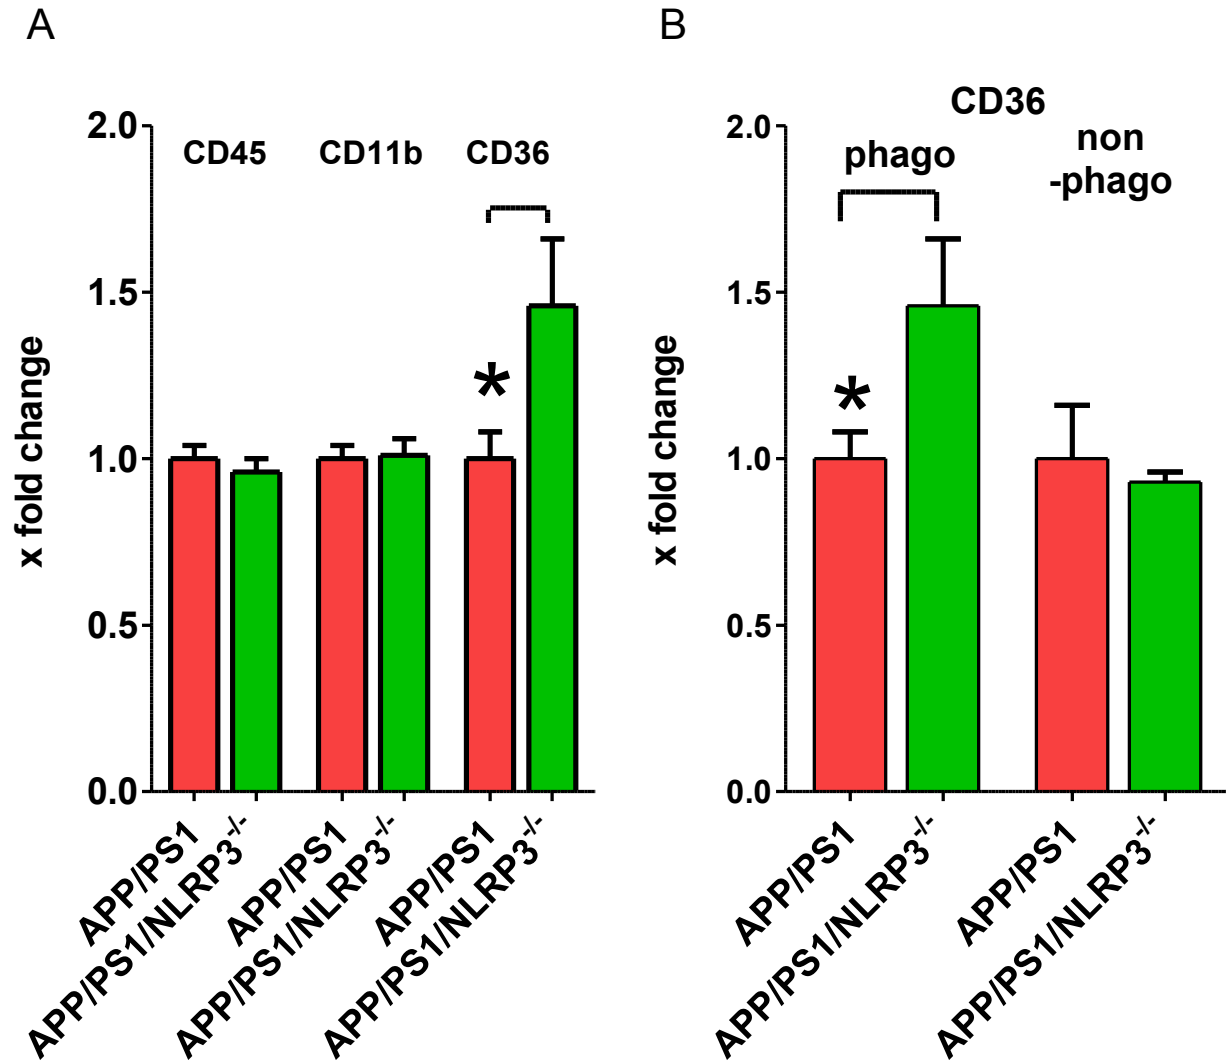 A
x fold change
2.0
1.5
1.0
0.5
0.0
CD45
CD11b
CD36
*
APP/PS1
APP/PS1/NLRP3-/-
APP/PS1
APP/PS1/NLRP3-/-
APP/PS1
APP/PS1/NLRP3-/-
B
x fold change
2.0
1.5
1.0
0.5
0.0
CD36
phago
non
-phago
*
APP/PS1
APP/PS1/NLRP3-/-
APP/PS1
APP/PS1/NLRP3-/-